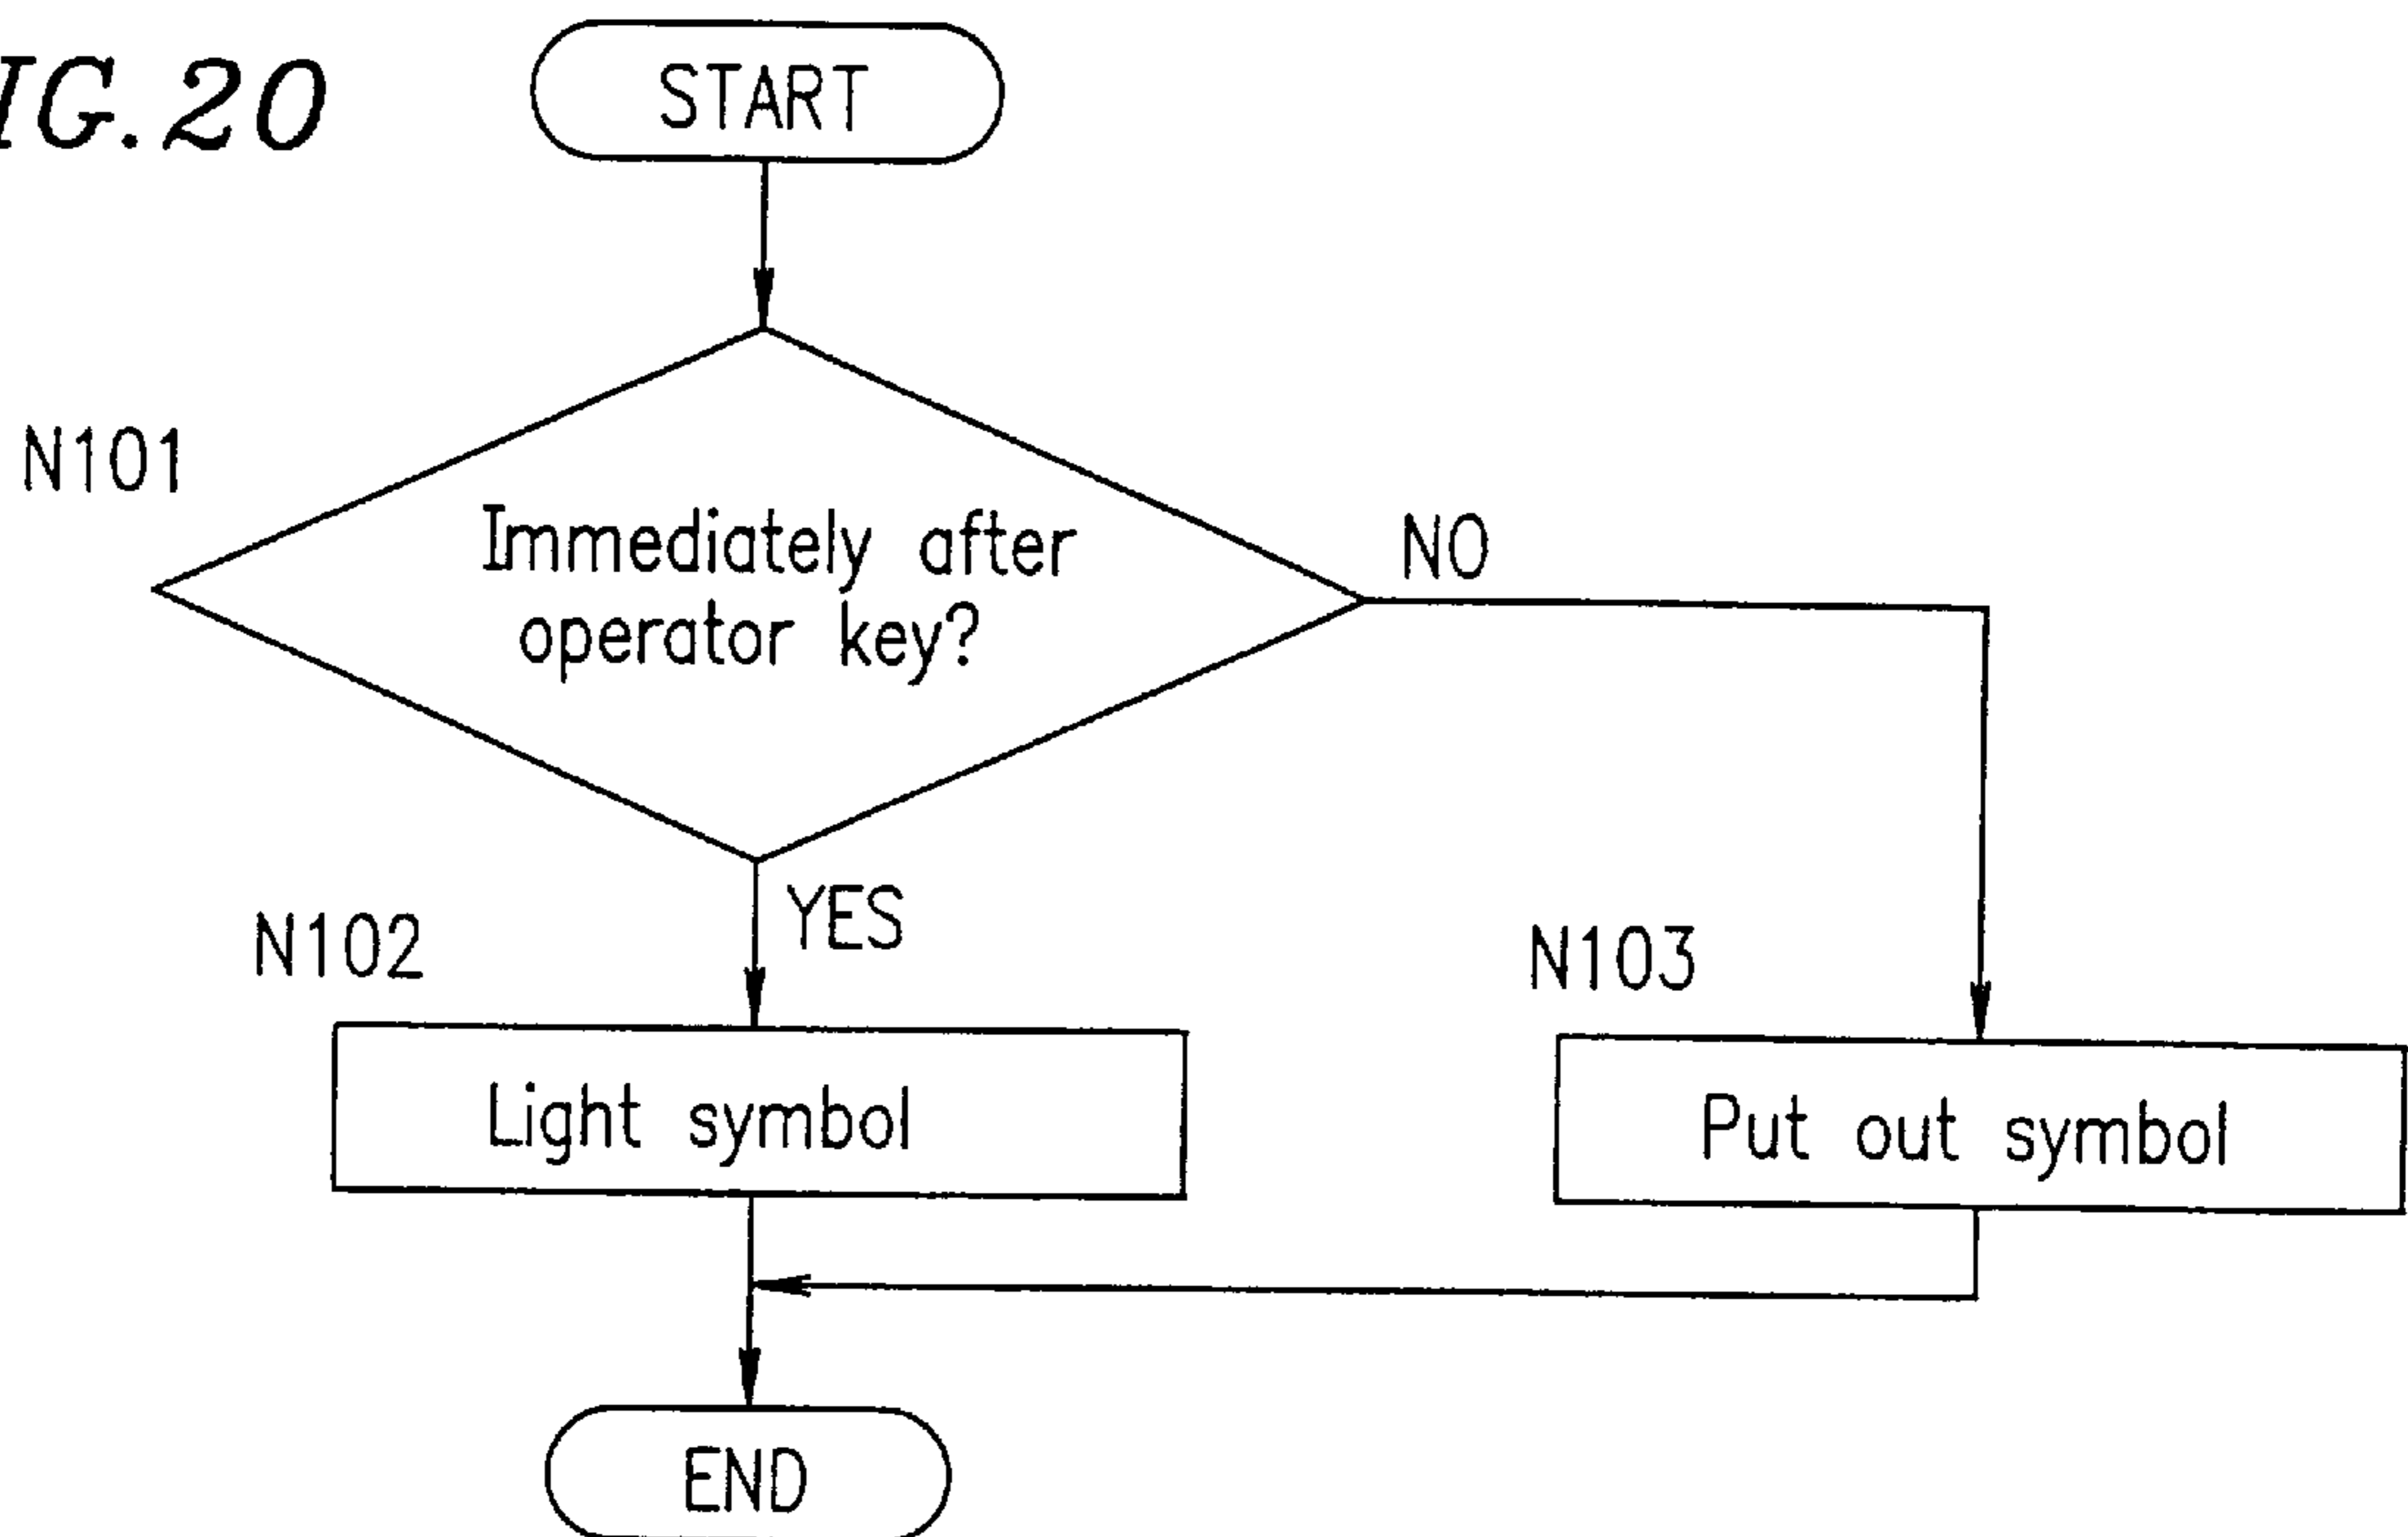 IG.20
START
N101
Immediately after
operator key?
NO
YES
N102
N103
Light symbol
Put out symbol
END